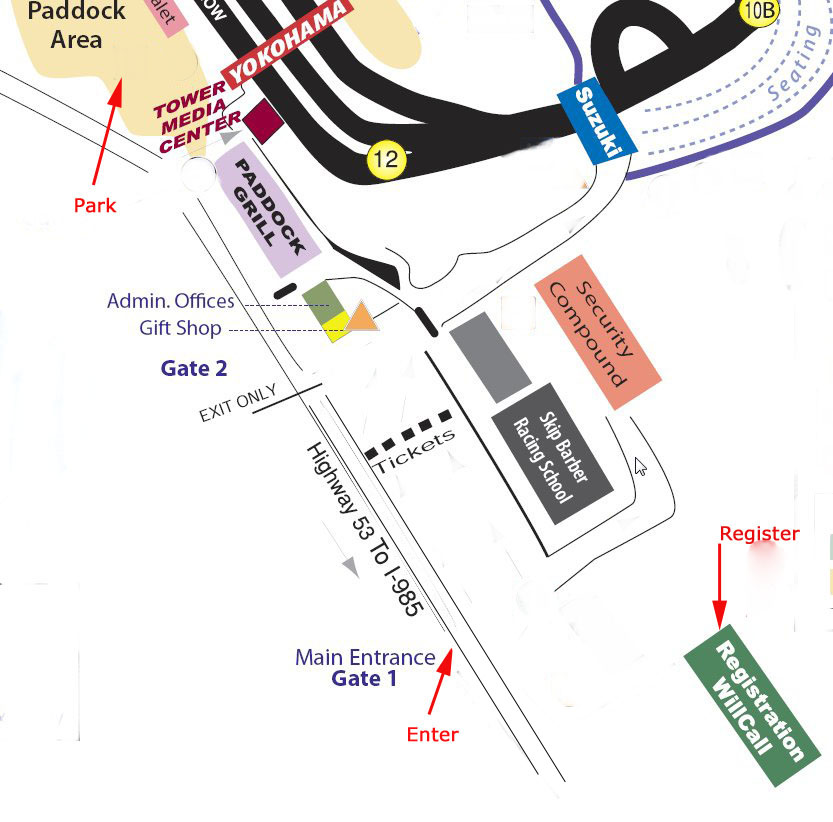 Paddock
Area
10B
YOKOHAMA
Seating
TOWER
MEDIA
CENTER
Suzuki
12
Park
PADDOCK
GRILL
Admin. Offices
Gift Shop
Security
Compound
Gate 2
EXIT ONLY
Tickets
Skip Barber
Racing School
Highway 53 To I-985
Register
Main Entrance
Gate 1
Enter
Registration
WillCall